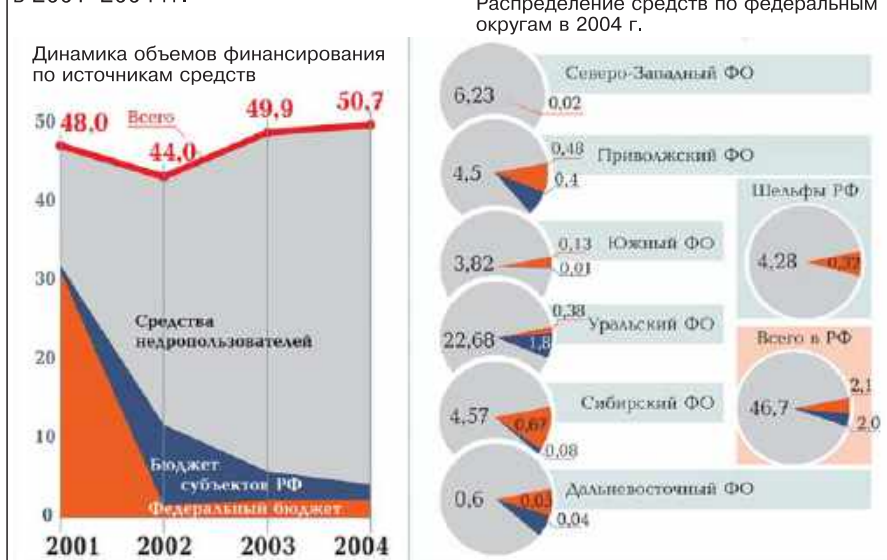 Распределение средств по федеральным
округам в 2004 г.
Динамика объемов финансирования
по источникам средств
50
40
30
20
10
0
48.0
Всего
44,0
49,9
50,7
Средства
недропользователей
Бюджет
субъектов РФ
Федеральный бюджет
2001 2002 2003 2004
Северо-Западный ФО
6,23
0,02
Приволжский ФО
4,5
0,48
0,4
Южный ФО
3,82
0,13
0,01
Уральский ФО
22,68
0,38
1,8
Сибирский ФО
4,57
0,67
0,08
Дальневосточный ФО
0,6
0,03
0,04
Шельфы РФ
4,28
0,32
Всего в РФ
46,7
2,1
2,0